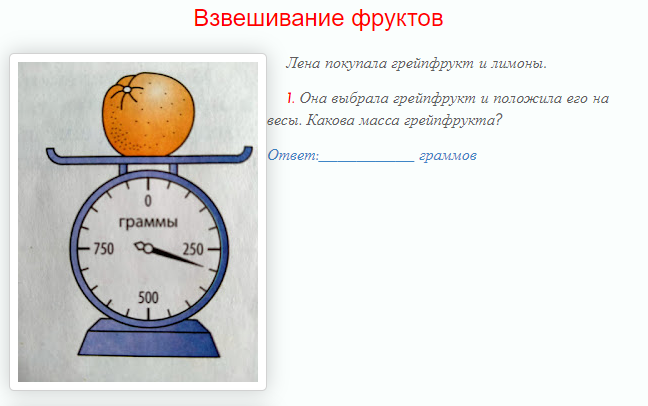 Взвешивание фруктов
Лена покупала грейпфрукт и лимоны.
1. Она выбрала грейпфрукт и положила его на
весы. Какова масса грейпфрукта?
Ответ:_____________ граммов
0
граммы
750 250
500